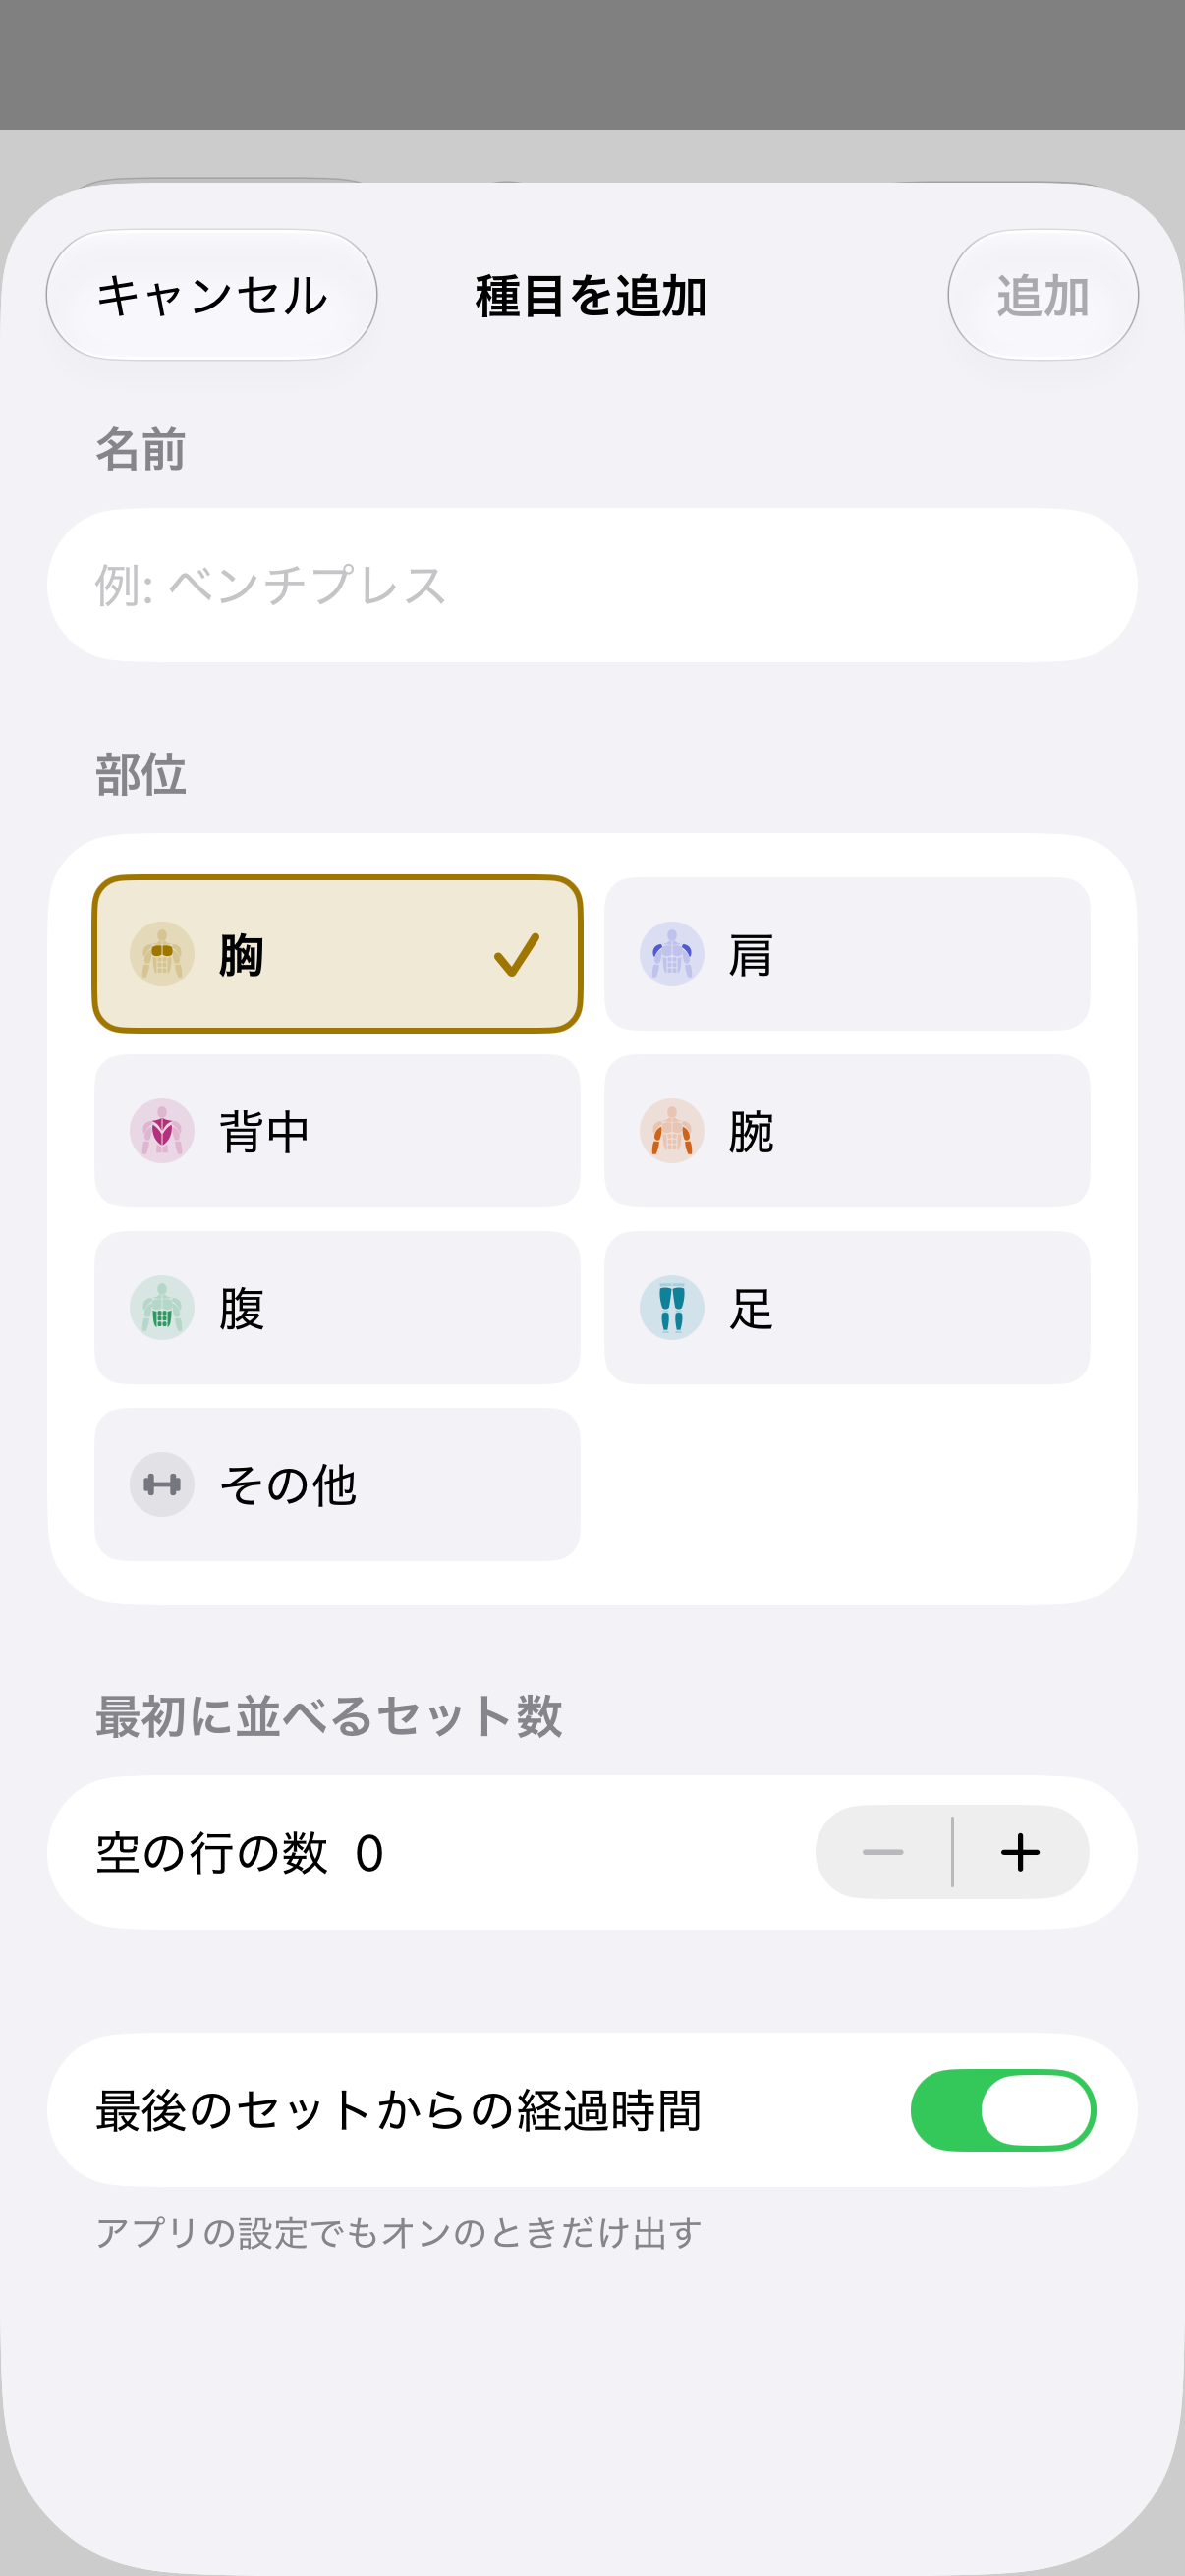 キャンセル 種目を追加 追加
名前
例: ベンチプレス
部位
胸 肩
背中 腕
腹 足
その他
最初に並べるセット数
空の行の数 0
最後のセットからの経過時間
アプリの設定でもオンのときだけ出す